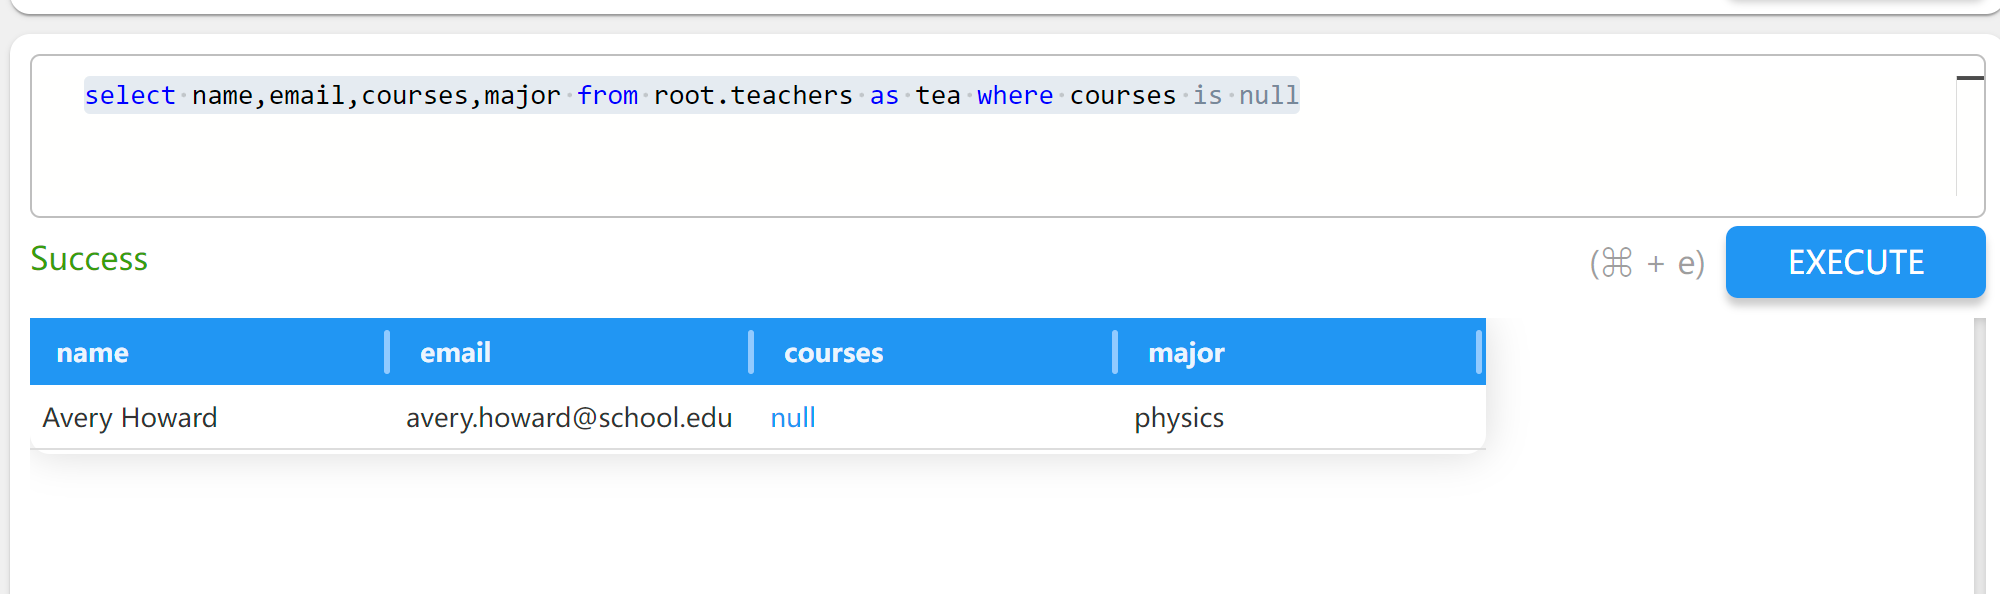 select name,email,courses,major from root.teachers as tea where courses is null
Success
(⌘ + e)
EXECUTE
name email courses major
Avery Howard avery.howard@school.edu null physics